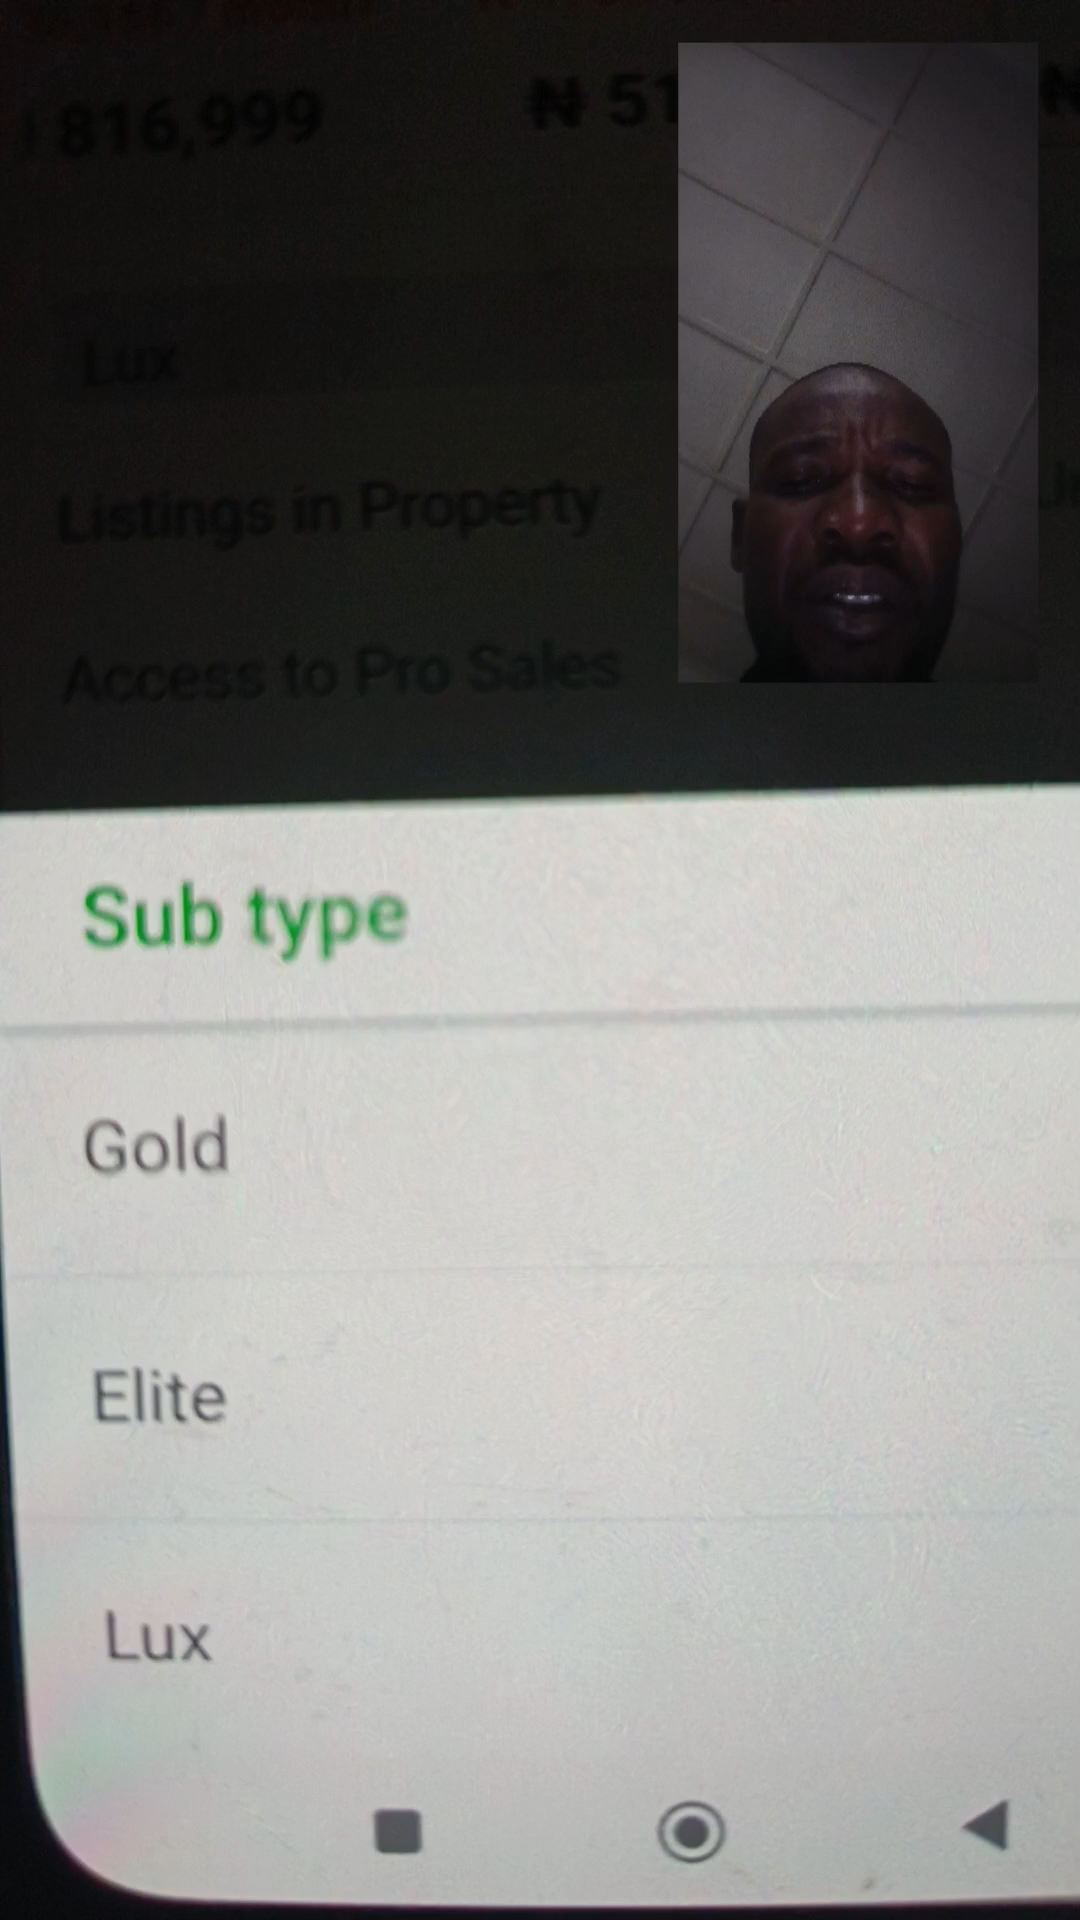 816,999
₦ 51
Lux
Listings in Property
Access to Pro Sales
Sub type
Gold
Elite
Lux